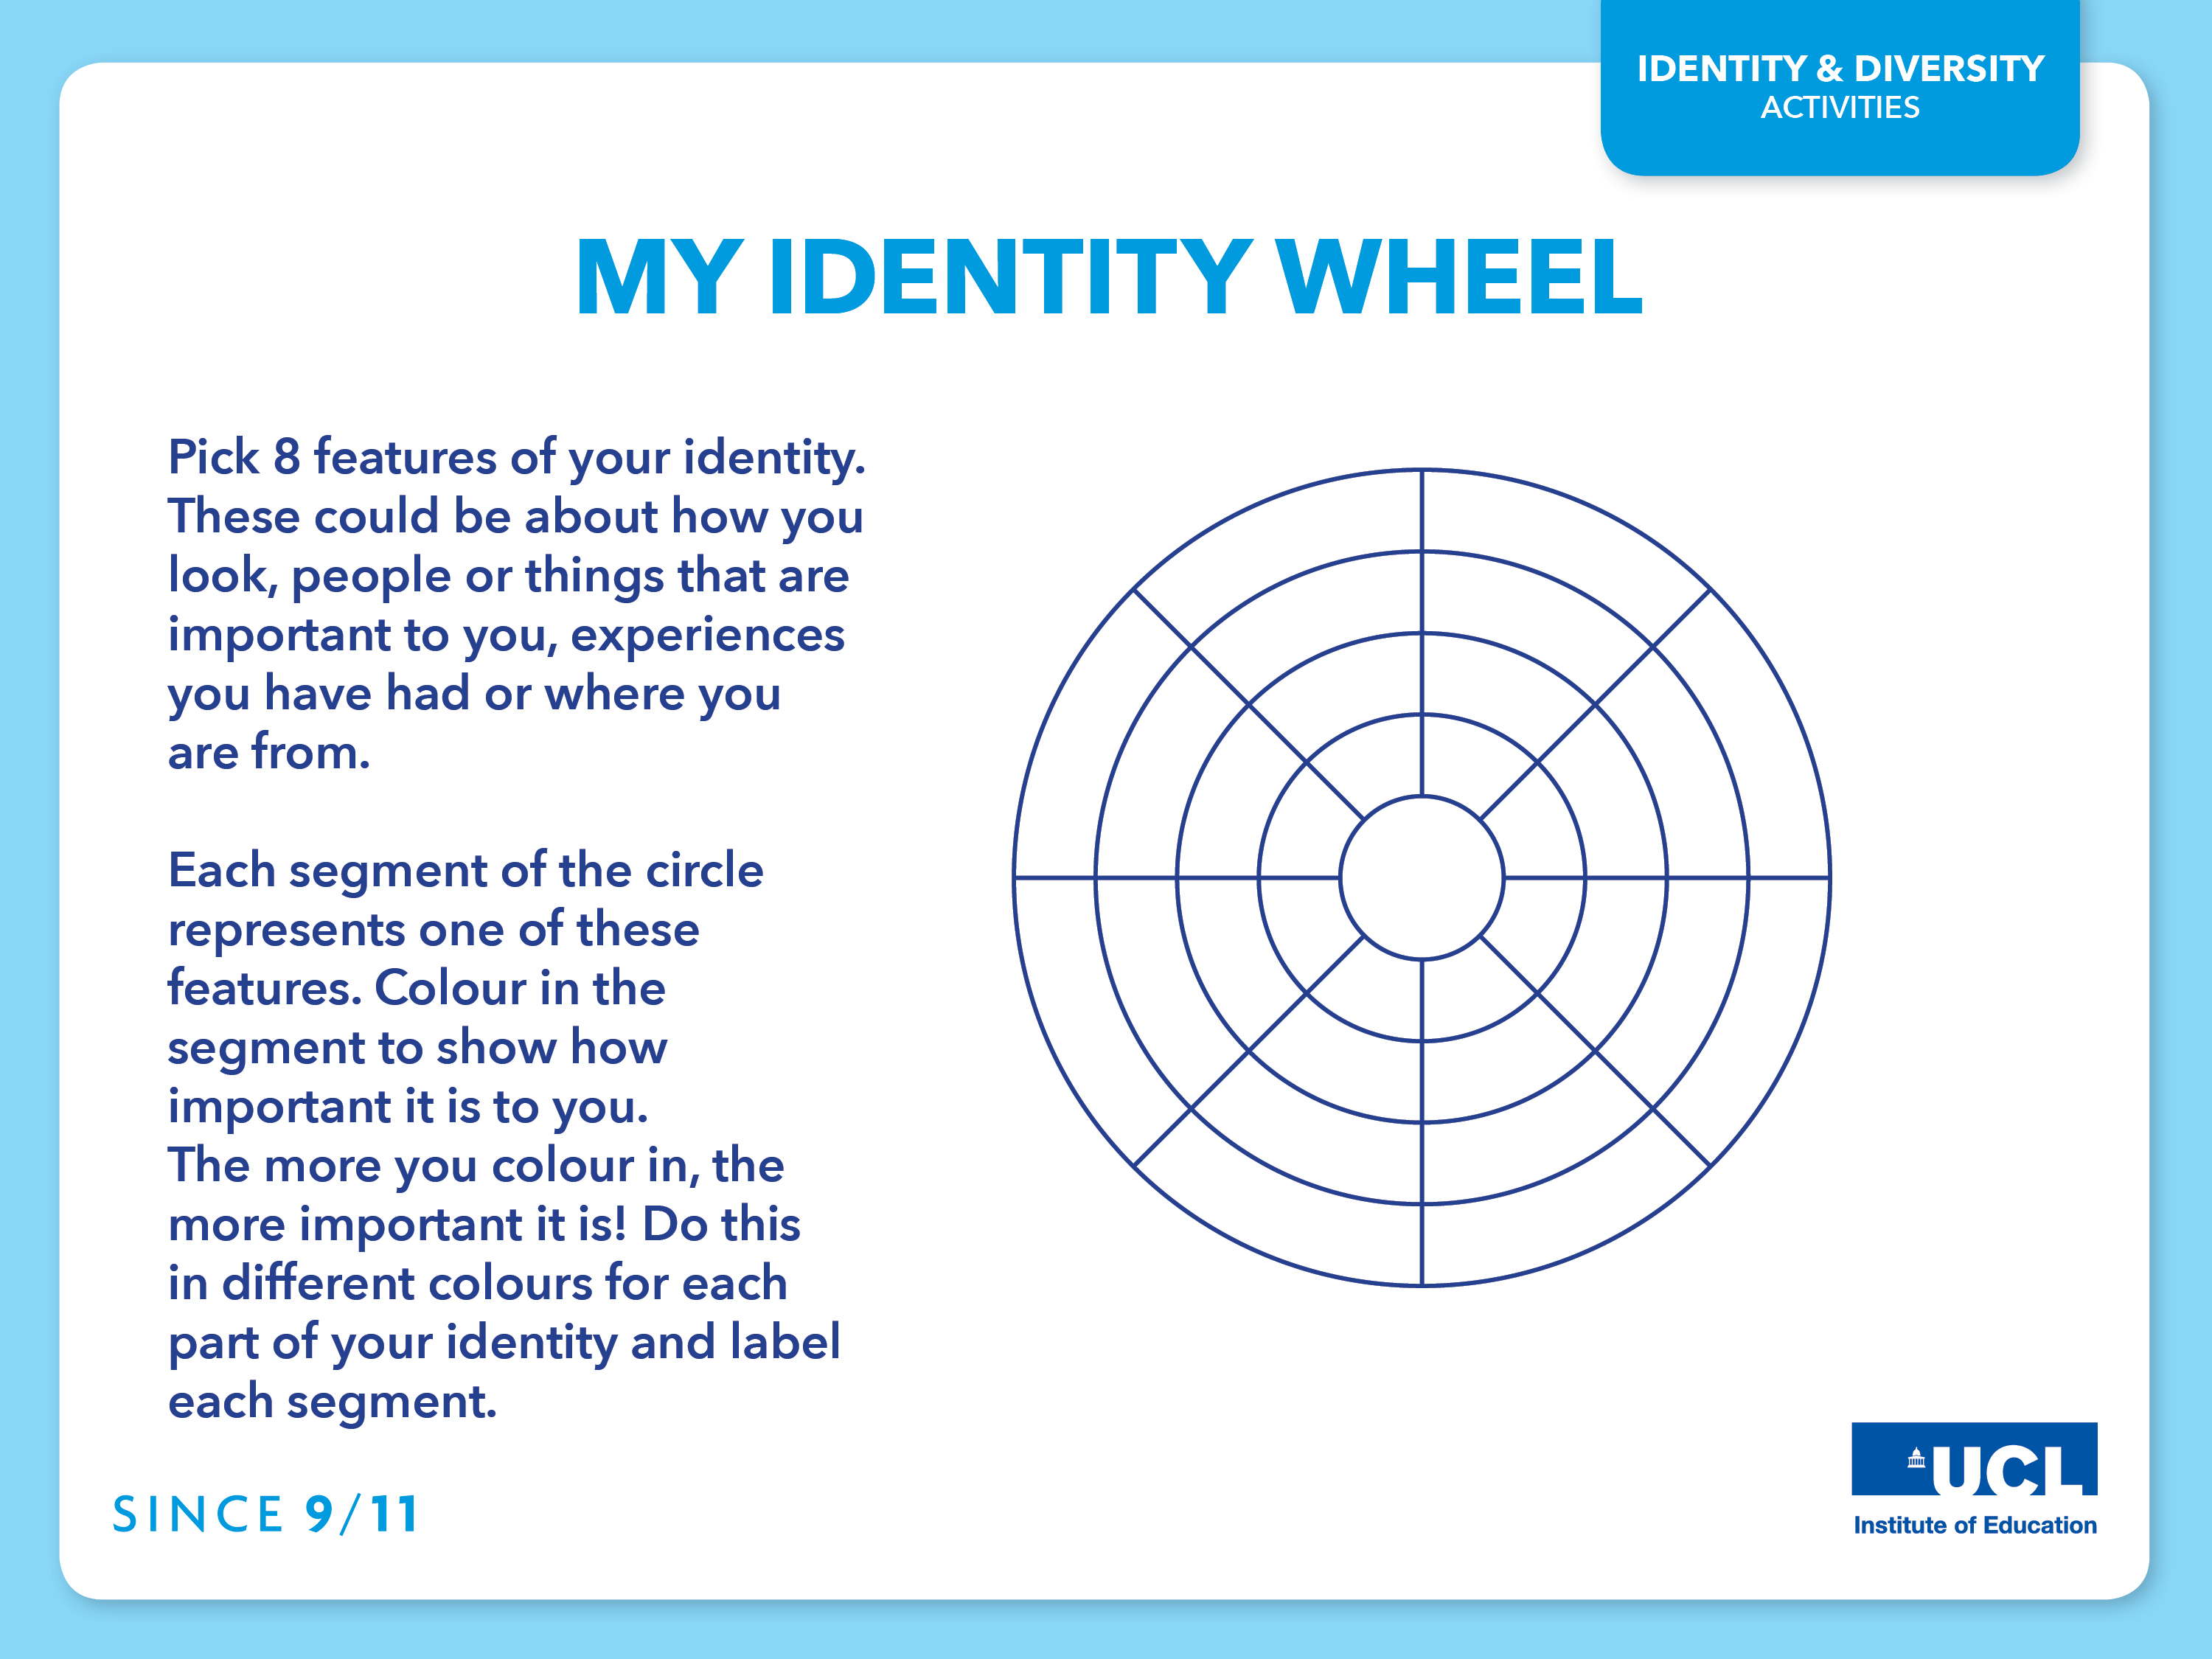 IDENTITY & DIVERSITY
ACTIVITIES
MY IDENTITY WHEEL
Pick 8 features of your identity.
These could be about how you
look, people or things that are
important to you, experiences
you have had or where you
are from.
Each segment of the circle
represents one of these
features. Colour in the
segment to show how
important it is to you.
The more you colour in, the
more important it is! Do this
in different colours for each
part of your identity and label
each segment.
SINCE 9/11
UCL
Institute of Education